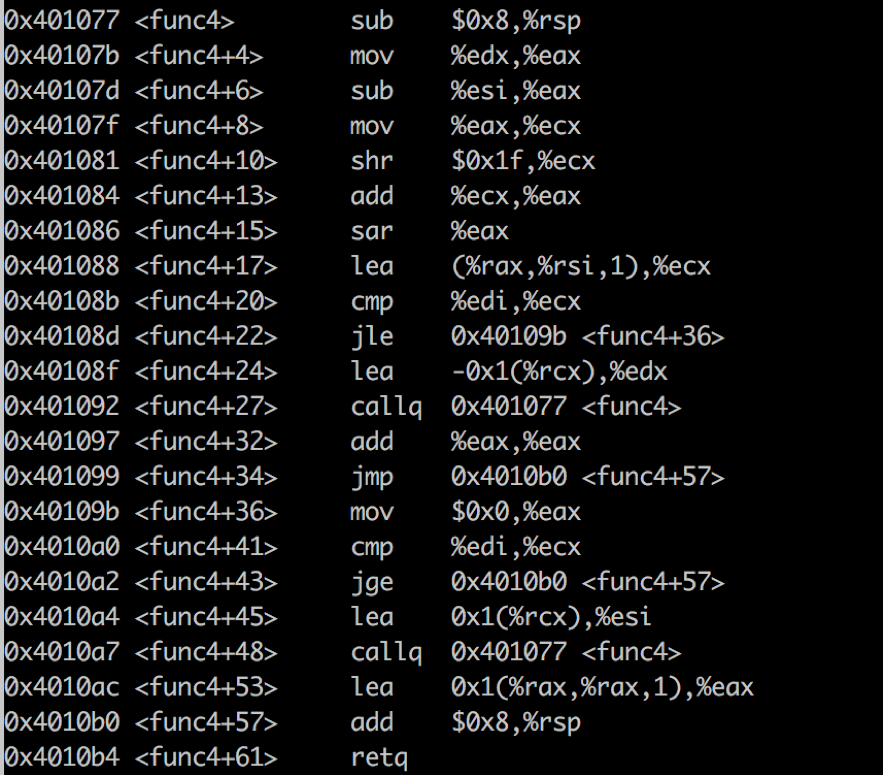 0x401077 <func4> sub $0x8,%rsp
0x40107b <func4+4> mov %edx,%eax
0x40107d <func4+6> sub %esi,%eax
0x40107f <func4+8> mov %eax,%ecx
0x401081 <func4+10> shr $0x1f,%ecx
0x401084 <func4+13> add %ecx,%eax
0x401086 <func4+15> sar %eax
0x401088 <func4+17> lea (%rax,%rsi,1),%ecx
0x40108b <func4+20> cmp %edi,%ecx
0x40108d <func4+22> jle 0x40109b <func4+36>
0x40108f <func4+24> lea -0x1(%rcx),%edx
0x401092 <func4+27> callq 0x401077 <func4>
0x401097 <func4+32> add %eax,%eax
0x401099 <func4+34> jmp 0x4010b0 <func4+57>
0x40109b <func4+36> mov $0x0,%eax
0x4010a0 <func4+41> cmp %edi,%ecx
0x4010a2 <func4+43> jge 0x4010b0 <func4+57>
0x4010a4 <func4+45> lea 0x1(%rcx),%esi
0x4010a7 <func4+48> callq 0x401077 <func4>
0x4010ac <func4+53> lea 0x1(%rax,%rax,1),%eax
0x4010b0 <func4+57> add $0x8,%rsp
0x4010b4 <func4+61> retq